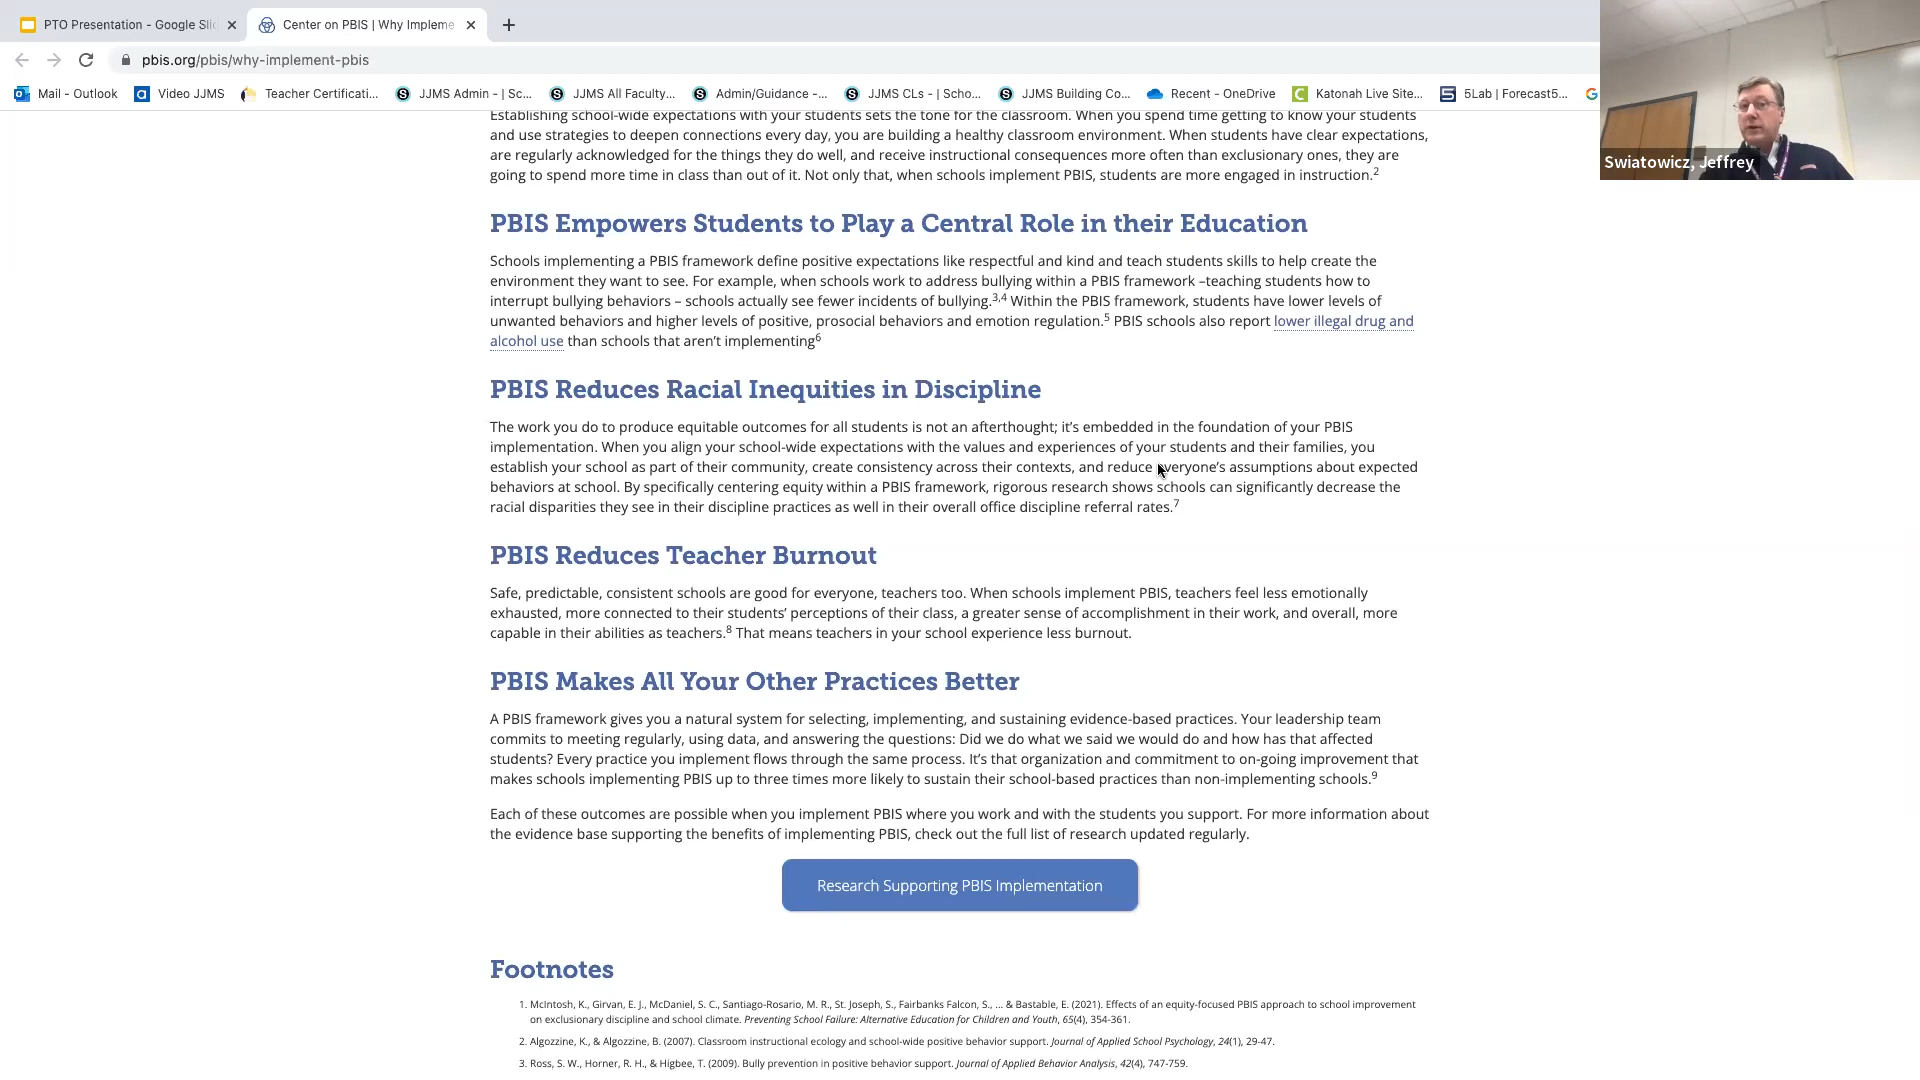 PTO Presentation - Google Sli
Center on PBIS | Why Impleme
pbis.org/pbis/why-implement-pbis
Mail - Outlook
Video JJMS
Teacher Certificati...
JJMS Admin - | Sc...
JJMS All Faculty...
Admin/Guidance -...
JJMS CLs - | Scho...
JJMS Building Co...
Recent - OneDrive
Katonah Live Site...
5Lab | Forecast5...
Swiatowicz, Jeffrey
Establishing school-wide expectations with your students sets the tone for the classroom. When you spend time getting to know your students
and use strategies to deepen connections every day, you are building a healthy classroom environment. When students have clear expectations,
are regularly acknowledged for the things they do well, and receive instructional consequences more often than exclusionary ones, they are
going to spend more time in class than out of it. Not only that, when schools implement PBIS, students are more engaged in instruction.2
PBIS Empowers Students to Play a Central Role in their Education
Schools implementing a PBIS framework define positive expectations like respectful and kind and teach students skills to help create the
environment they want to see. For example, when schools work to address bullying within a PBIS framework –teaching students how to
interrupt bullying behaviors – schools actually see fewer incidents of bullying.3,4 Within the PBIS framework, students have lower levels of
unwanted behaviors and higher levels of positive, prosocial behaviors and emotion regulation.5 PBIS schools also report lower illegal drug and
alcohol use than schools that aren’t implementing6
PBIS Reduces Racial Inequities in Discipline
The work you do to produce equitable outcomes for all students is not an afterthought; it’s embedded in the foundation of your PBIS
implementation. When you align your school-wide expectations with the values and experiences of your students and their families, you
establish your school as part of their community, create consistency across their contexts, and reduce everyone’s assumptions about expected
behaviors at school. By specifically centering equity within a PBIS framework, rigorous research shows schools can significantly decrease the
racial disparities they see in their discipline practices as well in their overall office discipline referral rates.7
PBIS Reduces Teacher Burnout
Safe, predictable, consistent schools are good for everyone, teachers too. When schools implement PBIS, teachers feel less emotionally
exhausted, more connected to their students’ perceptions of their class, a greater sense of accomplishment in their work, and overall, more
capable in their abilities as teachers.8 That means teachers in your school experience less burnout.
PBIS Makes All Your Other Practices Better
A PBIS framework gives you a natural system for selecting, implementing, and sustaining evidence-based practices. Your leadership team
commits to meeting regularly, using data, and answering the questions: Did we do what we said we would do and how has that affected
students? Every practice you implement flows through the same process. It’s that organization and commitment to on-going improvement that
makes schools implementing PBIS up to three times more likely to sustain their school-based practices than non-implementing schools.9
Each of these outcomes are possible when you implement PBIS where you work and with the students you support. For more information about
the evidence base supporting the benefits of implementing PBIS, check out the full list of research updated regularly.
Research Supporting PBIS Implementation
Footnotes
1. McIntosh, K., Girvan, E. J., McDaniel, S. C., Santiago-Rosario, M. R., St. Joseph, S., Fairbanks Falcon, S., ... & Bastable, E. (2021). Effects of an equity-focused PBIS approach to school improvement
on exclusionary discipline and school climate. Preventing School Failure: Alternative Education for Children and Youth, 65(4), 354-361.
2. Algozzine, K., & Algozzine, B. (2007). Classroom instructional ecology and school-wide positive behavior support. Journal of Applied School Psychology, 24(1), 29-47.
3. Ross, S. W., Horner, R. H., & Higbee, T. (2009). Bully prevention in positive behavior support. Journal of Applied Behavior Analysis, 42(4), 747-759.